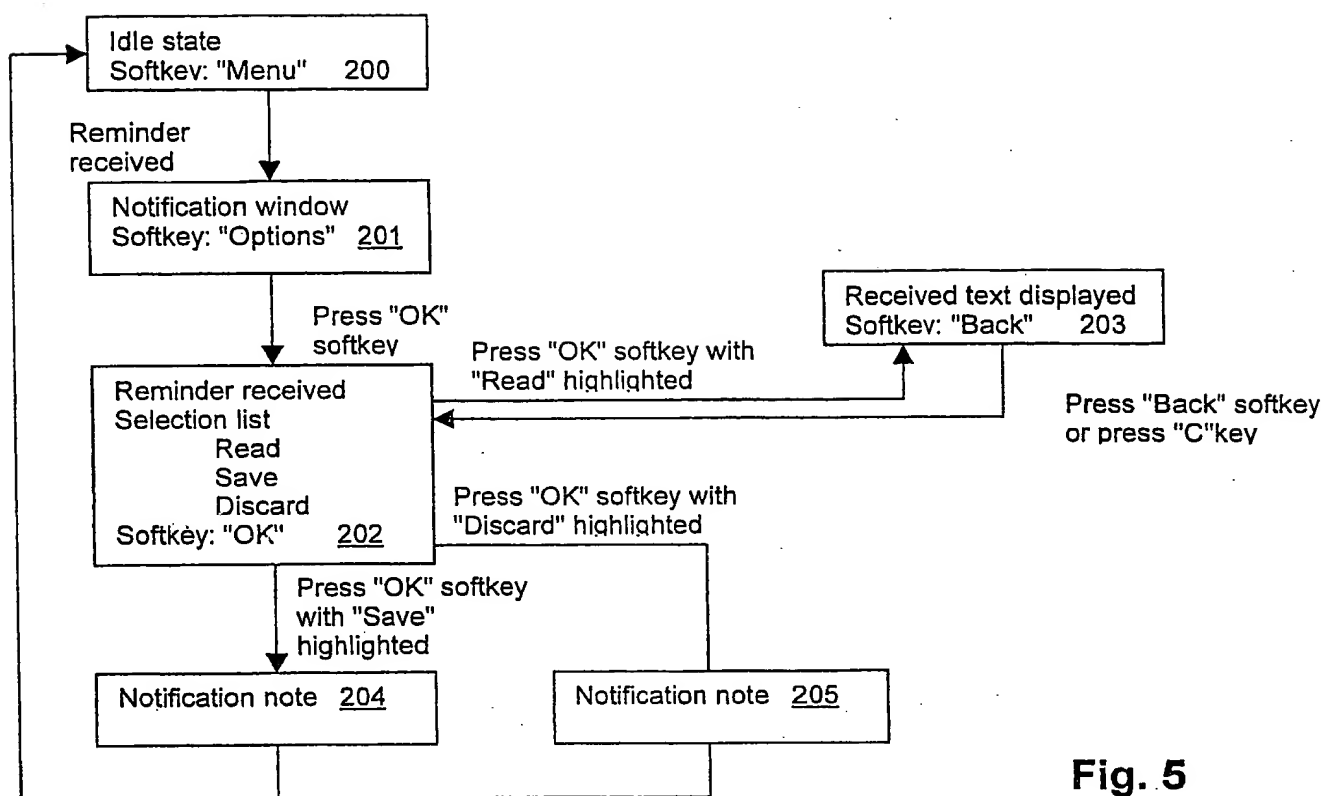 Idle state
Softkev: "Menu" 200
Reminder
received
Notification window
Softkey: "Options" 201
Press "OK"
softkey
Received text displayed
Softkev: "Back" 203
Press "OK" softkey with
"Read" highlighted
Reminder received
Selection list
Read
Save
Discard
Softkey: "OK" 202
Press "Back" softkey
or press "C"key
Press "OK" softkey with
"Discard" highlighted
Press "OK" softkey
with "Save"
highlighted
Notification note 204
Notification note 205
Fig. 5